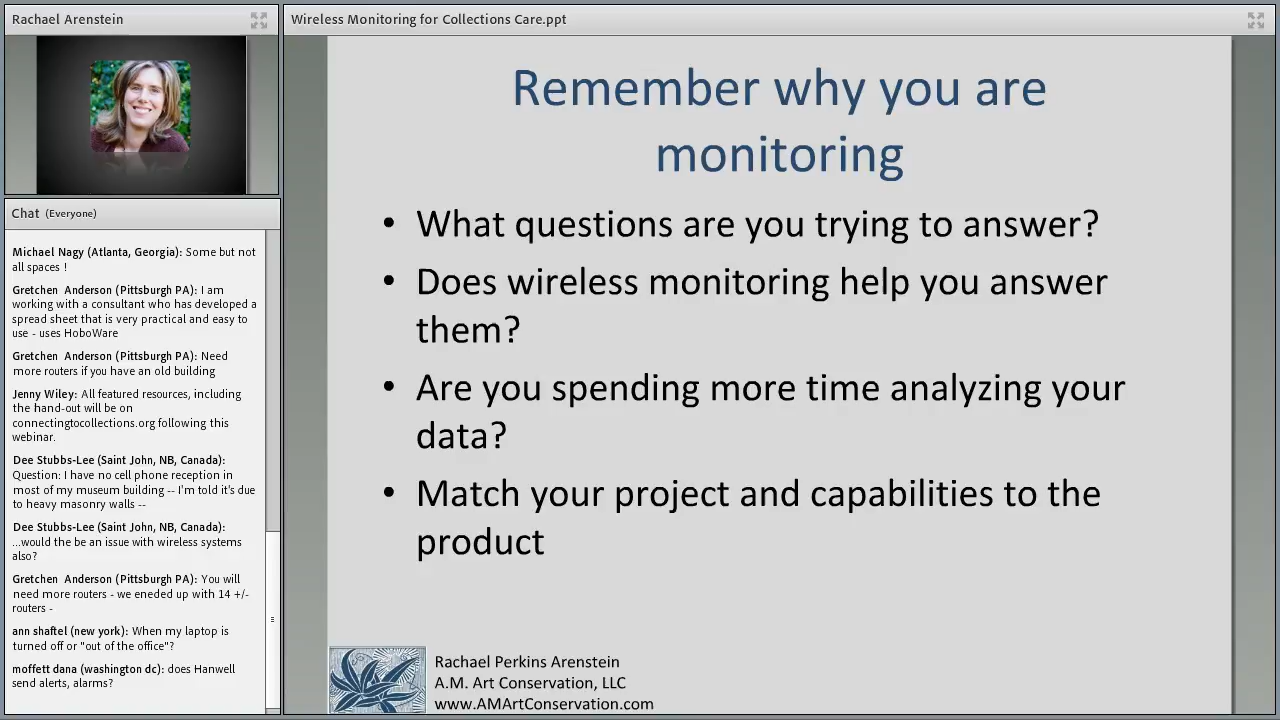 Rachael Arenstein
Chat (Everyone)
Michael Nagy (Atlanta, Georgia): Some but not
all spaces !
Gretchen Anderson (Pittsburgh PA): I am
working with a consultant who has developed a
spread sheet that is very practical and easy to
use - uses HoboWare
Gretchen Anderson (Pittsburgh PA): Need
more routers if you have an old building
Jenny Wiley: All featured resources, including
the hand-out will be on
connectingtocollections.org following this
webinar.
Dee Stubbs-Lee (Saint John, NB, Canada):
Question: I have no cell phone reception in
most of my museum building -- I'm told it's due
to heavy masonry walls --
Dee Stubbs-Lee (Saint John, NB, Canada):
...would the be an issue with wireless systems
also?
Gretchen Anderson (Pittsburgh PA): You will
need more routers - we eneded up with 14 +/-
routers -
ann shaftel (new york): When my laptop is
turned off or "out of the office"?
moffett dana (washington dc): does Hanwell
send alerts, alarms?
Wireless Monitoring for Collections Care.ppt
Remember why you are
monitoring
• What questions are you trying to answer?
• Does wireless monitoring help you answer
them?
• Are you spending more time analyzing your
data?
• Match your project and capabilities to the
product
Rachael Perkins Arenstein
A.M. Art Conservation, LLC
www.AMArtConservation.com